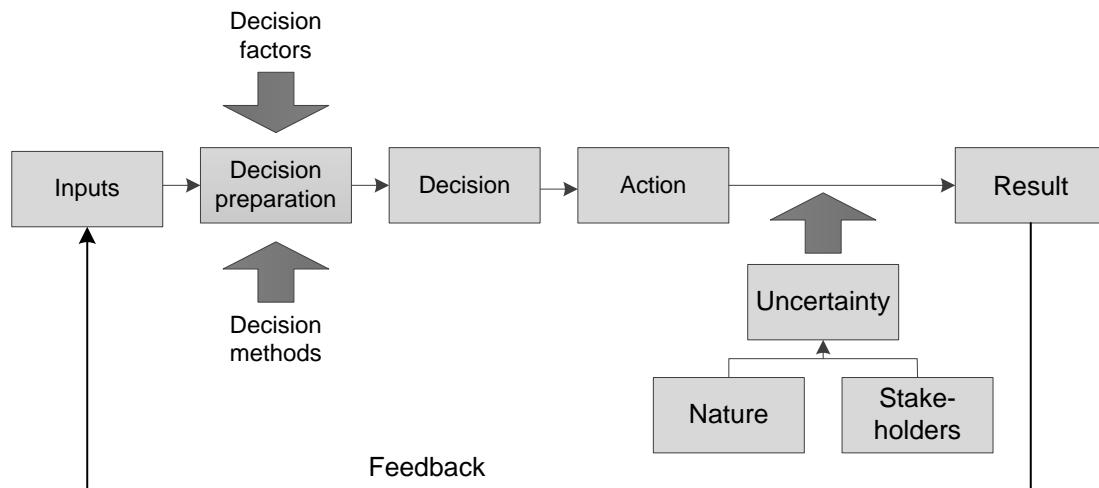 Decision
factors
Inputs
Decision
preparation
Decision
Action
Result
Decision
methods
Uncertainty
Nature
Stake-
holders
Feedback